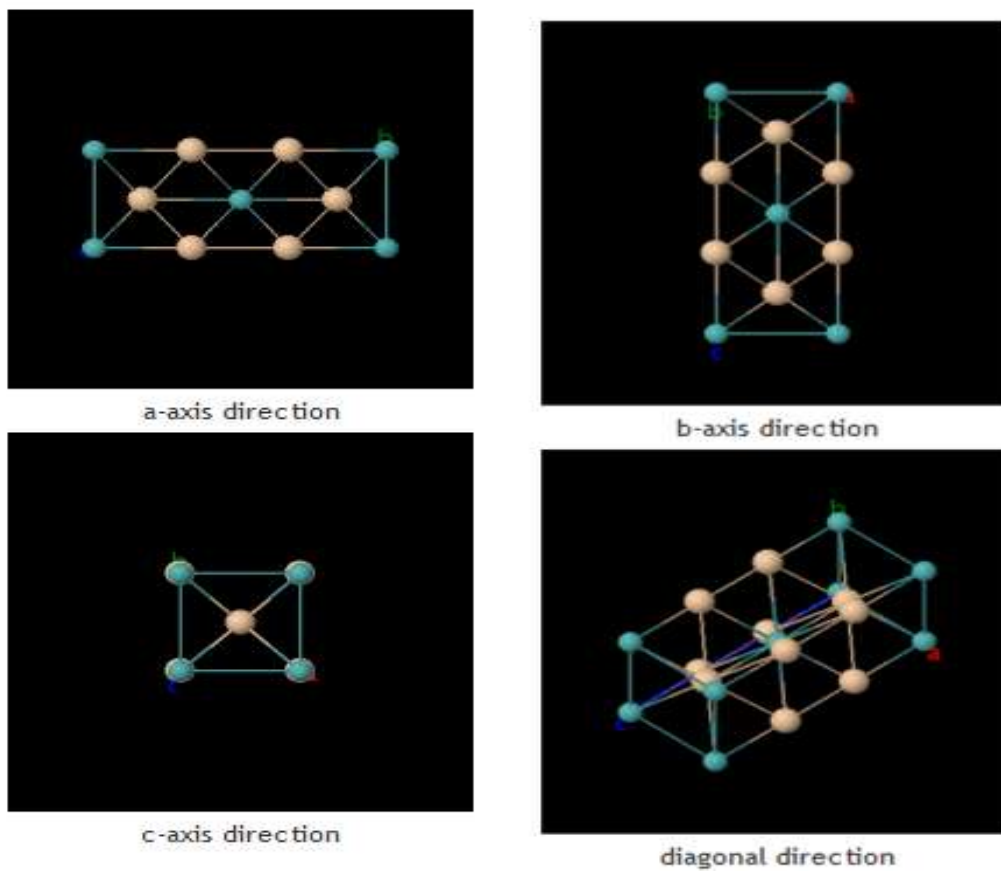 b
b
a
c
a-axis direction
b-axis direction
b
b
a
c-axis direction
diagonal direction